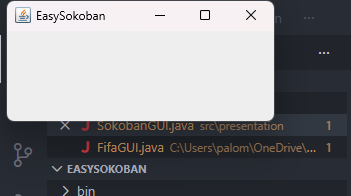 EasySokoban
SokobanGUI.java src\presentation 1
FifaGUI.java C:\Users\palom\OneDrive\... 1
EASYSOKOBAN
bin